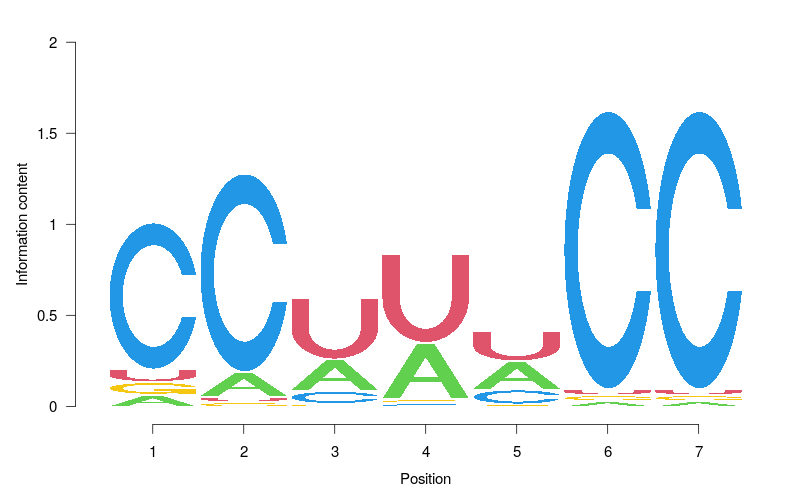 2
1.5
1
0.5
0
Information content
C C U U U C C
U A A A A U U
G U C G C G G
A G C A A
1 2 3 4 5 6 7
Position